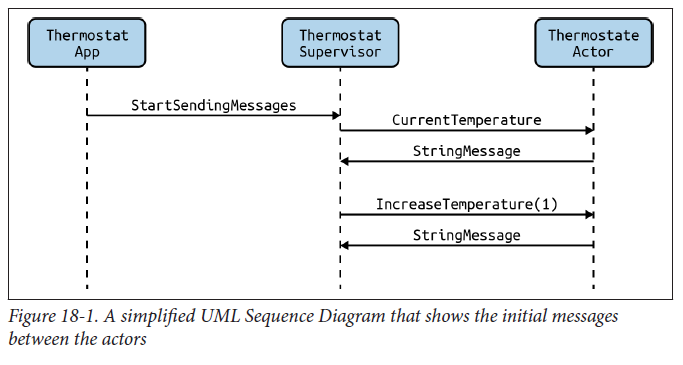 Thermostat
App
Thermostat
Supervisor
Thermostate
Actor
StartSendingMessages
CurrentTemperature
StringMessage
IncreaseTemperature(1)
StringMessage
Figure 18-1. A simplified UML Sequence Diagram that shows the initial messages
between the actors